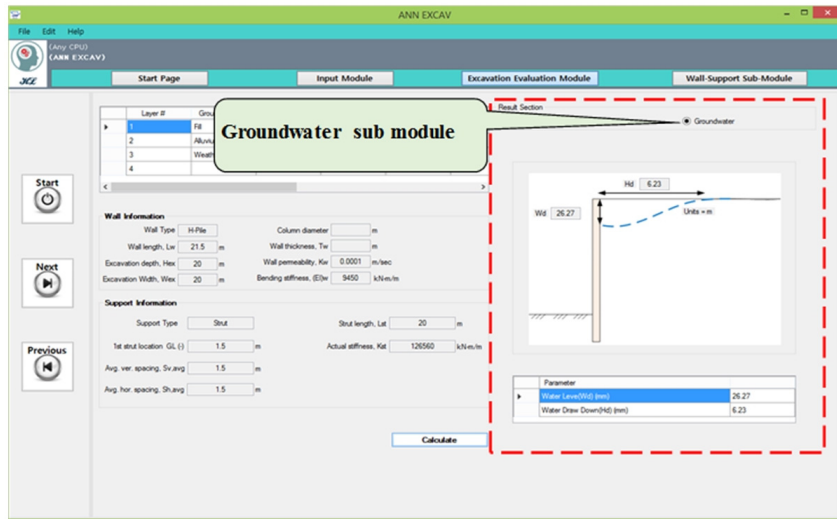 ANN EXCAV
File Edit Help
(Any CPU)
(ANN EXCAV)
Start Page
Input Module
Excavation Evaluation Module
Wall-Support Sub-Module
Layer #
1 Fill
2
3
4
Groundwater sub module
Result Section
Groundwater
Start
Next
Previous
Wall Information
Wall Type H-Pile Column diameter m
Wall length, Lw 21.5 m Wall thickness, Tw m
Excavation depth, Hex 20 m Wall permeability, Kw 0.0001 m/sec
Excavation Width, Wex 20 m Bending stiffness, (EI)w 9450 kN-m/m
Support Information
Support Type Strut Strut length, Lst 20 m
1st strut location GL (-) 1.5 m Actual stiffness, Kst 126560 kN-m/m
Avg. ver. spacing, Sv,avg 1.5 m
Avg. hor. spacing, Sh,avg 1.5 m
Calculate
Hd 6.23
Wd 26.27
Units = m
Parameter
Water Leve(Wd) (mm) 26.27
Water Draw Down(Hd) (mm) 6.23